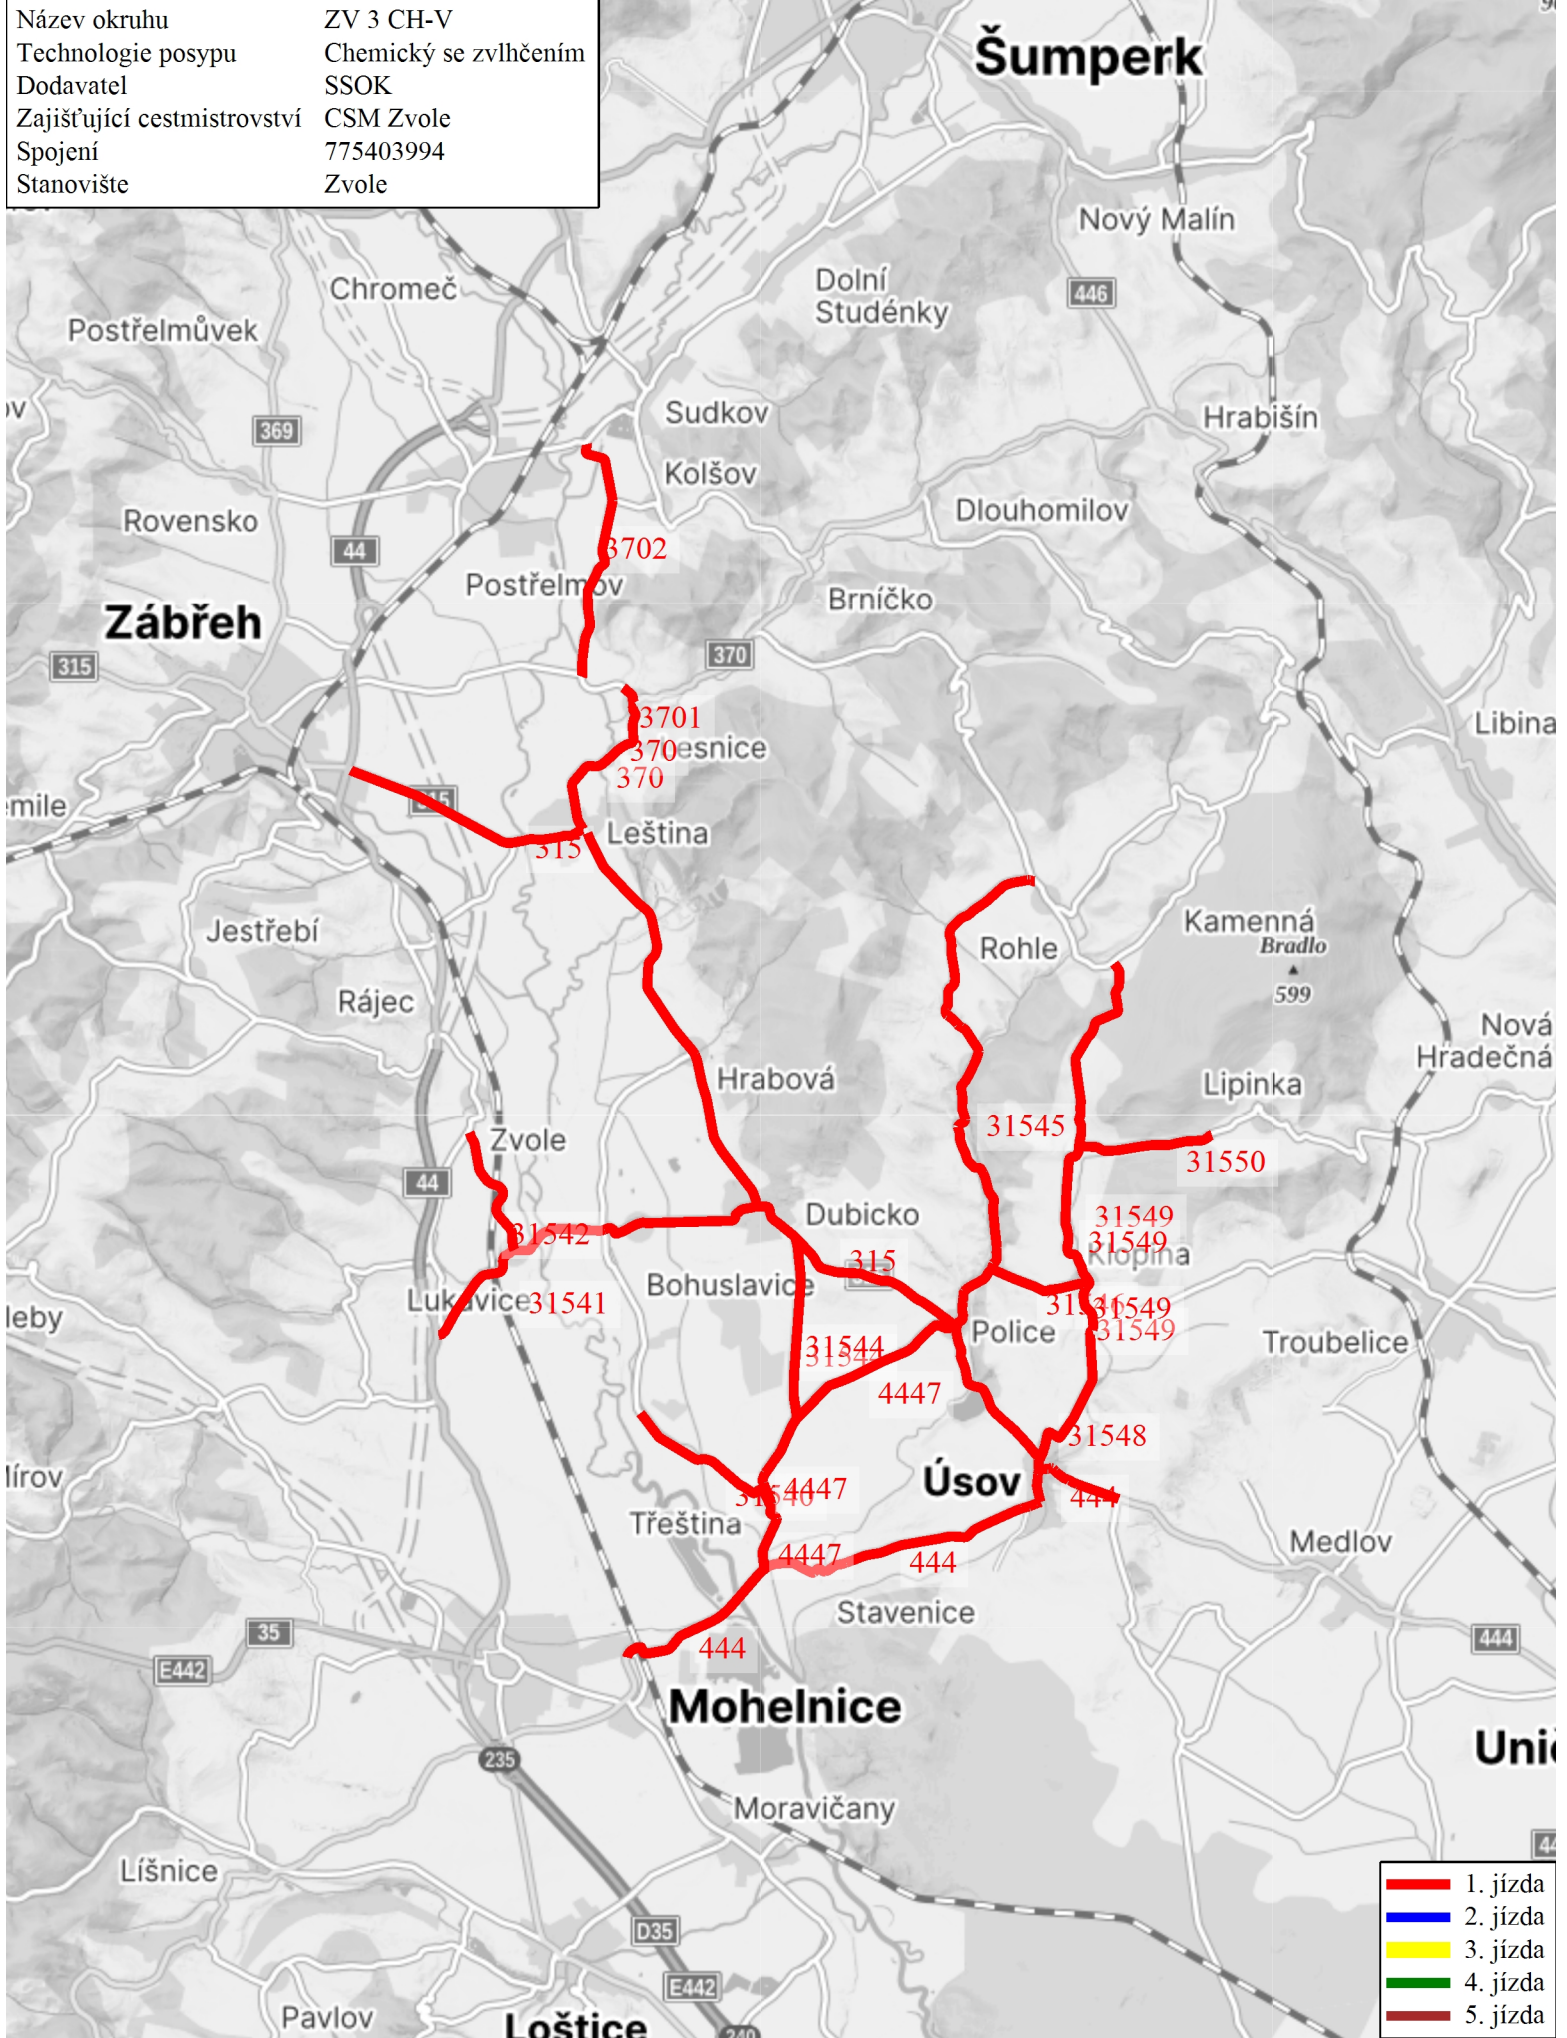 Název okruhu ZV 3 CH-V
Technologie posypu Chemický se zvlhčením
Dodavatel SSOK
Zajišťující cestmistrovství CSM Zvole
Spojení 775403994
Stanoviště Zvole
Šumperk
Nový Malín
Dolní
Studénky
446
Chromeč
Postřelmůvek
Sudkov
Hrabišín
369
Kolšov
Dlouhomilov
Rovensko
44
3702
Postřelmov
Brníčko
Zábřeh
315
370
3701
Libina
370
370
315
Leština
Kamenná
Bradlo
599
Jestřebí
Rohle
Rájec
Nová
Hradečná
Hrabová
Lipinka
31545
Zvole
31550
44
Dubicko
31549
31542
31549
Klopina
315
Bohuslavice
Lukavice
31541
31549
31549
Police
Troubelice
31544
4447
31548
Úsov
4447
444
Třeština
Medlov
4447
444
Stavenice
35
444
444
E442
Mohelnice
235
Moravičany
Líšnice
D35
E442
Pavlov
Loštice
1. jízda
2. jízda
3. jízda
4. jízda
5. jízda